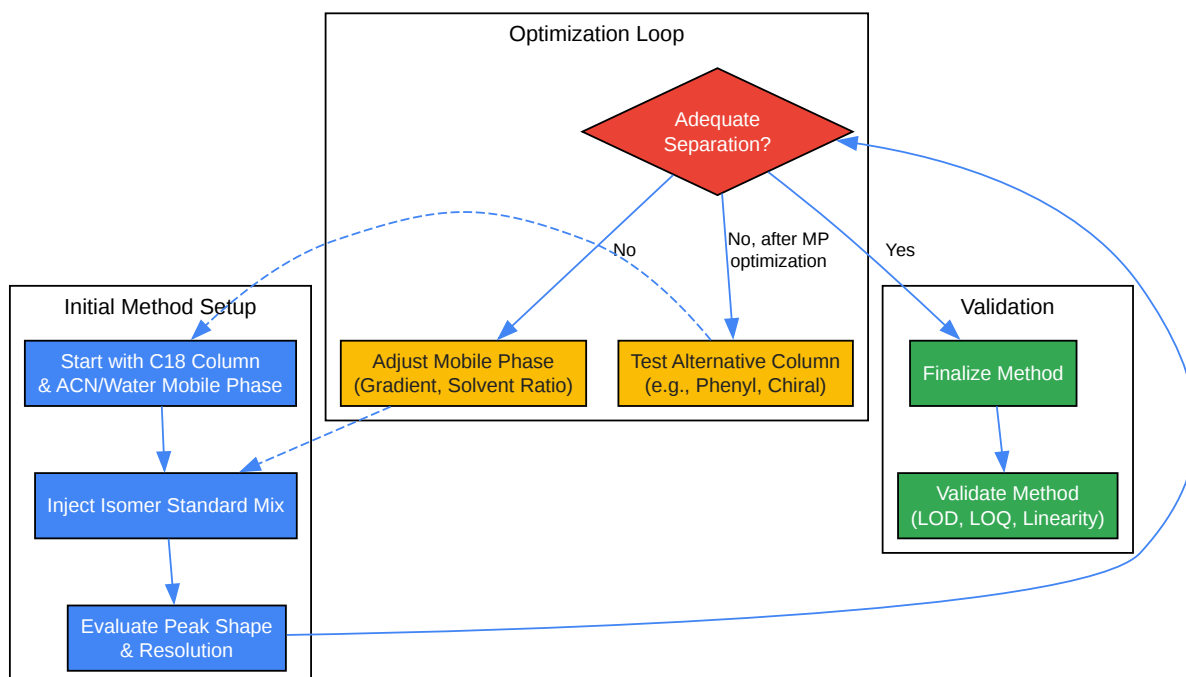 Optimization Loop
Adequate
Separation?
No
No, after MP
optimization
Yes
Initial Method Setup
Start with C18 Column
& ACN/Water Mobile Phase
Inject Isomer Standard Mix
Evaluate Peak Shape
& Resolution
Adjust Mobile Phase
(Gradient, Solvent Ratio)
Test Alternative Column
(e.g., Phenyl, Chiral)
Validation
Finalize Method
Validate Method
(LOD, LOQ, Linearity)